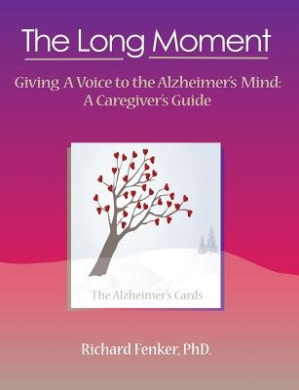 The Long Moment
Giving A Voice to the Alzheimer's Mind:
A Caregiver's Guide
The Alzheimer's Cards
Richard Fenker, PhD.